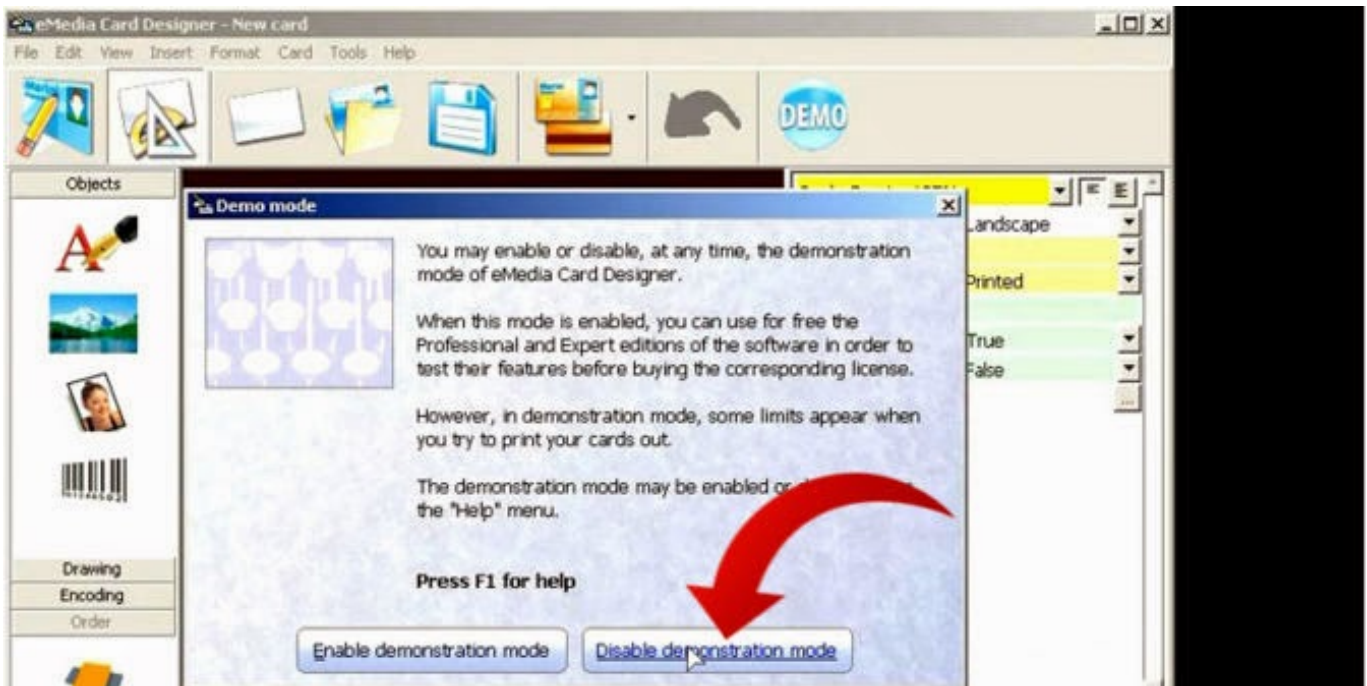 eMedia Card Designer - New card
File Edit View Insert Format Card Tools Help
DEMO
Objects
Demo mode
Landscape
Printed
True
False
You may enable or disable, at any time, the demonstration
mode of eMedia Card Designer.
When this mode is enabled, you can use for free the
Professional and Expert editions of the software in order to
test their features before buying the corresponding license.
However, in demonstration mode, some limits appear when
you try to print your cards out.
The demonstration mode may be enabled or
the "Help" menu.
Press F1 for help
Enable demonstration mode
Disable demonstration mode
Drawing
Encoding
Order